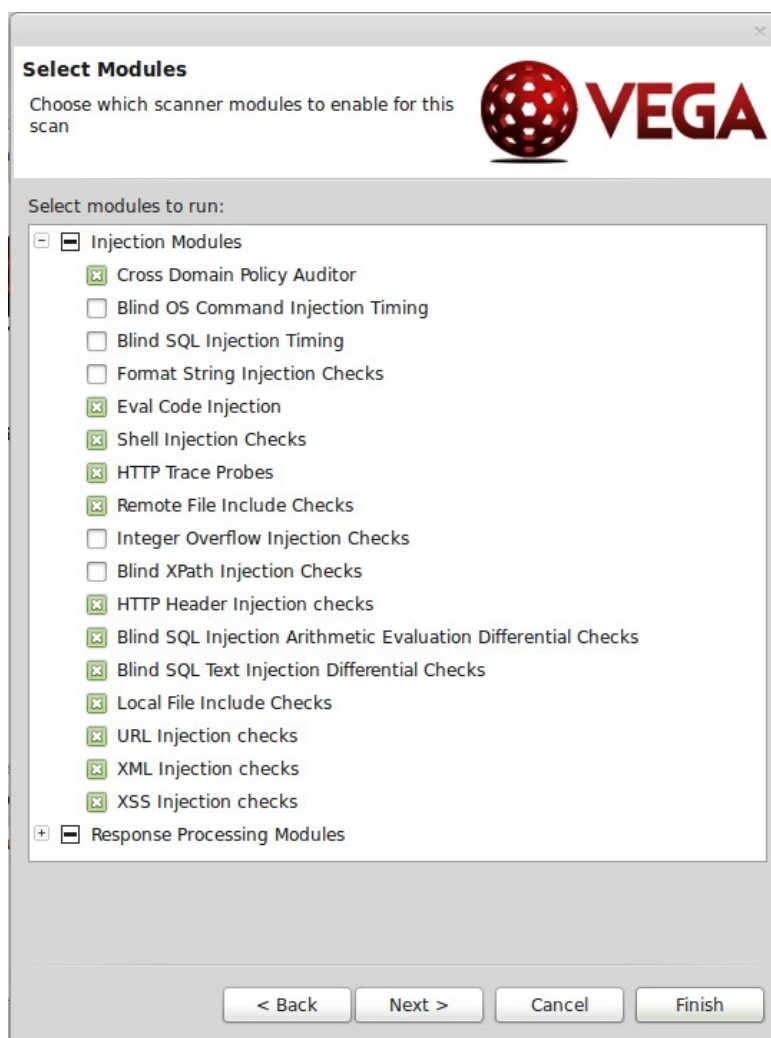 Select Modules
VEGA
Choose which scanner modules to enable for this
scan
Select modules to run:
Injection Modules
Cross Domain Policy Auditor
Blind OS Command Injection Timing
Blind SQL Injection Timing
Format String Injection Checks
Eval Code Injection
Shell Injection Checks
HTTP Trace Probes
Remote File Include Checks
Integer Overflow Injection Checks
Blind XPath Injection Checks
HTTP Header Injection checks
Blind SQL Injection Arithmetic Evaluation Differential Checks
Blind SQL Text Injection Differential Checks
Local File Include Checks
URL Injection checks
XML Injection checks
XSS Injection checks
Response Processing Modules
< Back Next > Cancel Finish